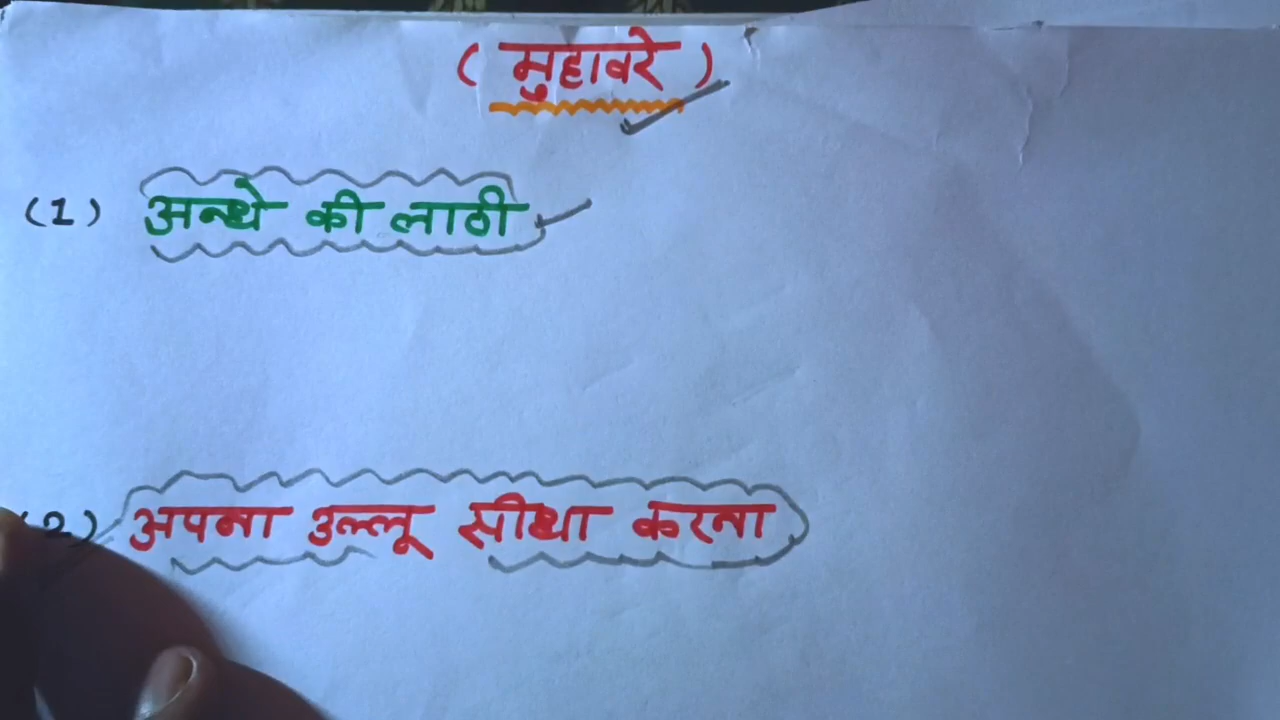 ( मुहावरे )
(1) अन्धे की लाठी
(2) अपना उल्लू सीधा करना